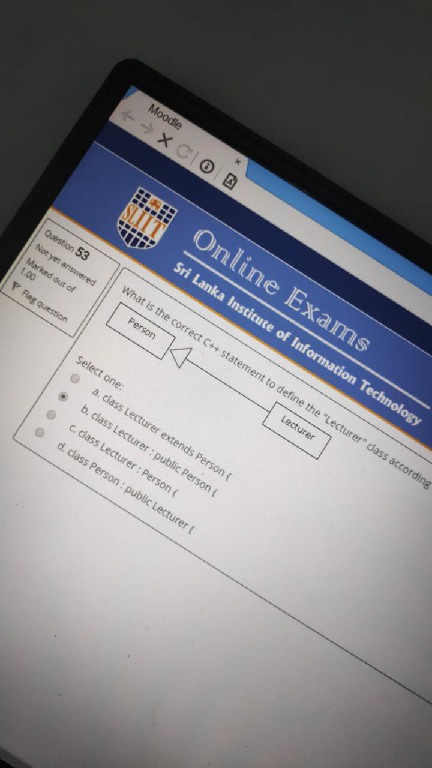 Moodle
SLIIT
Online Exams
Sri Lanka Institute of Information Technology
Question 53
Not yet answered
Marked out of
1.00
Flag question
What is the correct C++ statement to define the "Lecturer" class according
Person
Lecturer
Select one:
a. class Lecturer extends Person {
b. class Lecturer : public Person {
c. class Lecturer : Person {
d. class Person : public Lecturer {